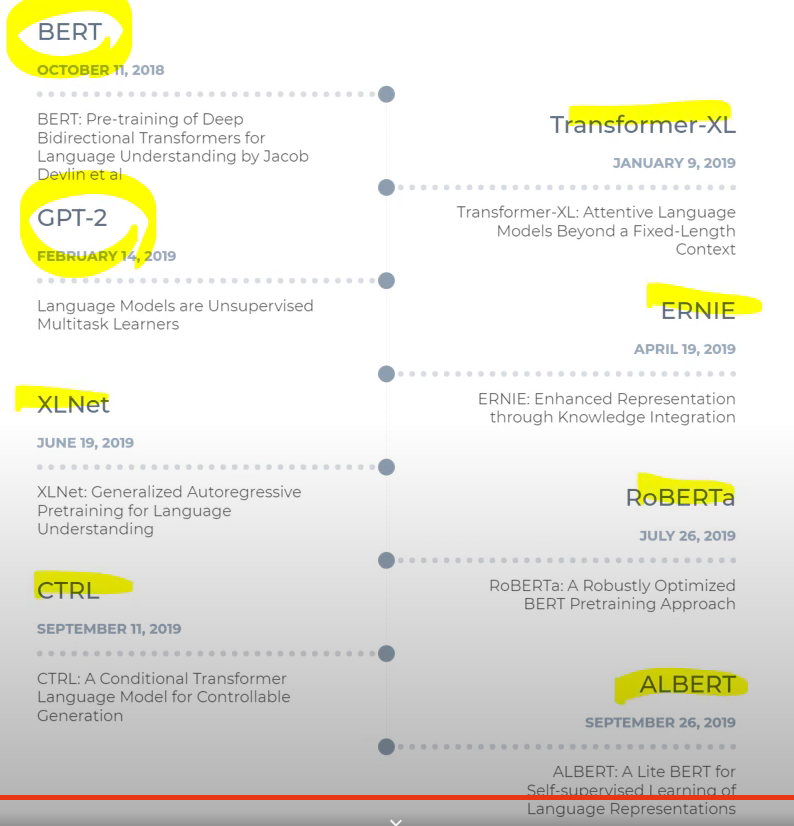 BERT
OCTOBER 11, 2018
BERT: Pre-training of Deep
Bidirectional Transformers for
Language Understanding by Jacob
Devlin et al
Transformer-XL
JANUARY 9, 2019
Transformer-XL: Attentive Language
Models Beyond a Fixed-Length
Context
GPT-2
FEBRUARY 14, 2019
Language Models are Unsupervised
Multitask Learners
ERNIE
APRIL 19, 2019
ERNIE: Enhanced Representation
through Knowledge Integration
XLNet
JUNE 19, 2019
XLNet: Generalized Autoregressive
Pretraining for Language
Understanding
RoBERTa
JULY 26, 2019
RoBERTa: A Robustly Optimized
BERT Pretraining Approach
CTRL
SEPTEMBER 11, 2019
CTRL: A Conditional Transformer
Language Model for Controllable
Generation
ALBERT
SEPTEMBER 26, 2019
ALBERT: A Lite BERT for
Self-supervised Learning of
Language Representations